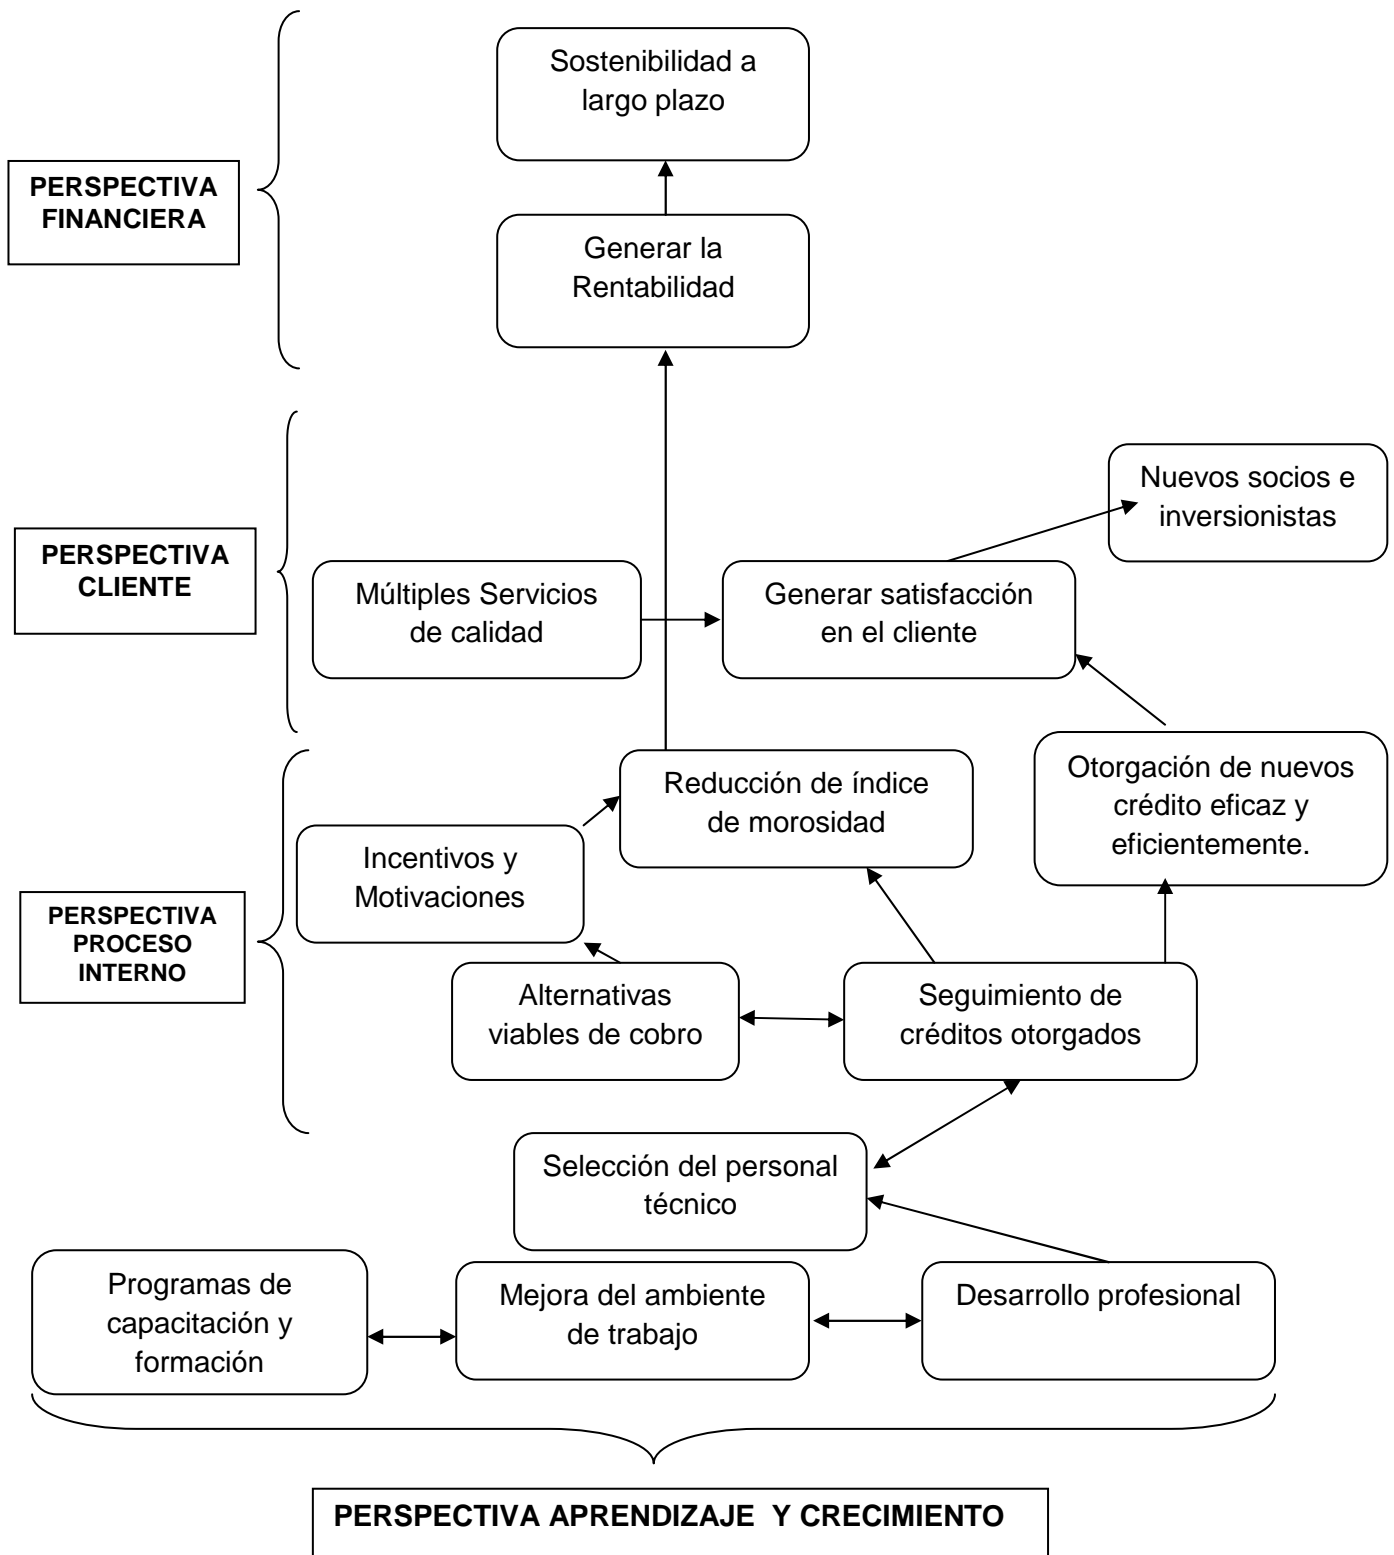 Sostenibilidad a
largo plazo
PERSPECTIVA
FINANCIERA
Generar la
Rentabilidad
Nuevos socios e
inversionistas
PERSPECTIVA
CLIENTE
Múltiples Servicios
de calidad
Generar satisfacción
en el cliente
Reducción de índice
de morosidad
Otorgación de nuevos
crédito eficaz y
eficientemente.
Incentivos y
Motivaciones
PERSPECTIVA
PROCESO
INTERNO
Alternativas
viables de cobro
Seguimiento de
créditos otorgados
Selección del personal
técnico
Programas de
capacitación y
formación
Mejora del ambiente
de trabajo
Desarrollo profesional
PERSPECTIVA APRENDIZAJE  Y CRECIMIENTO